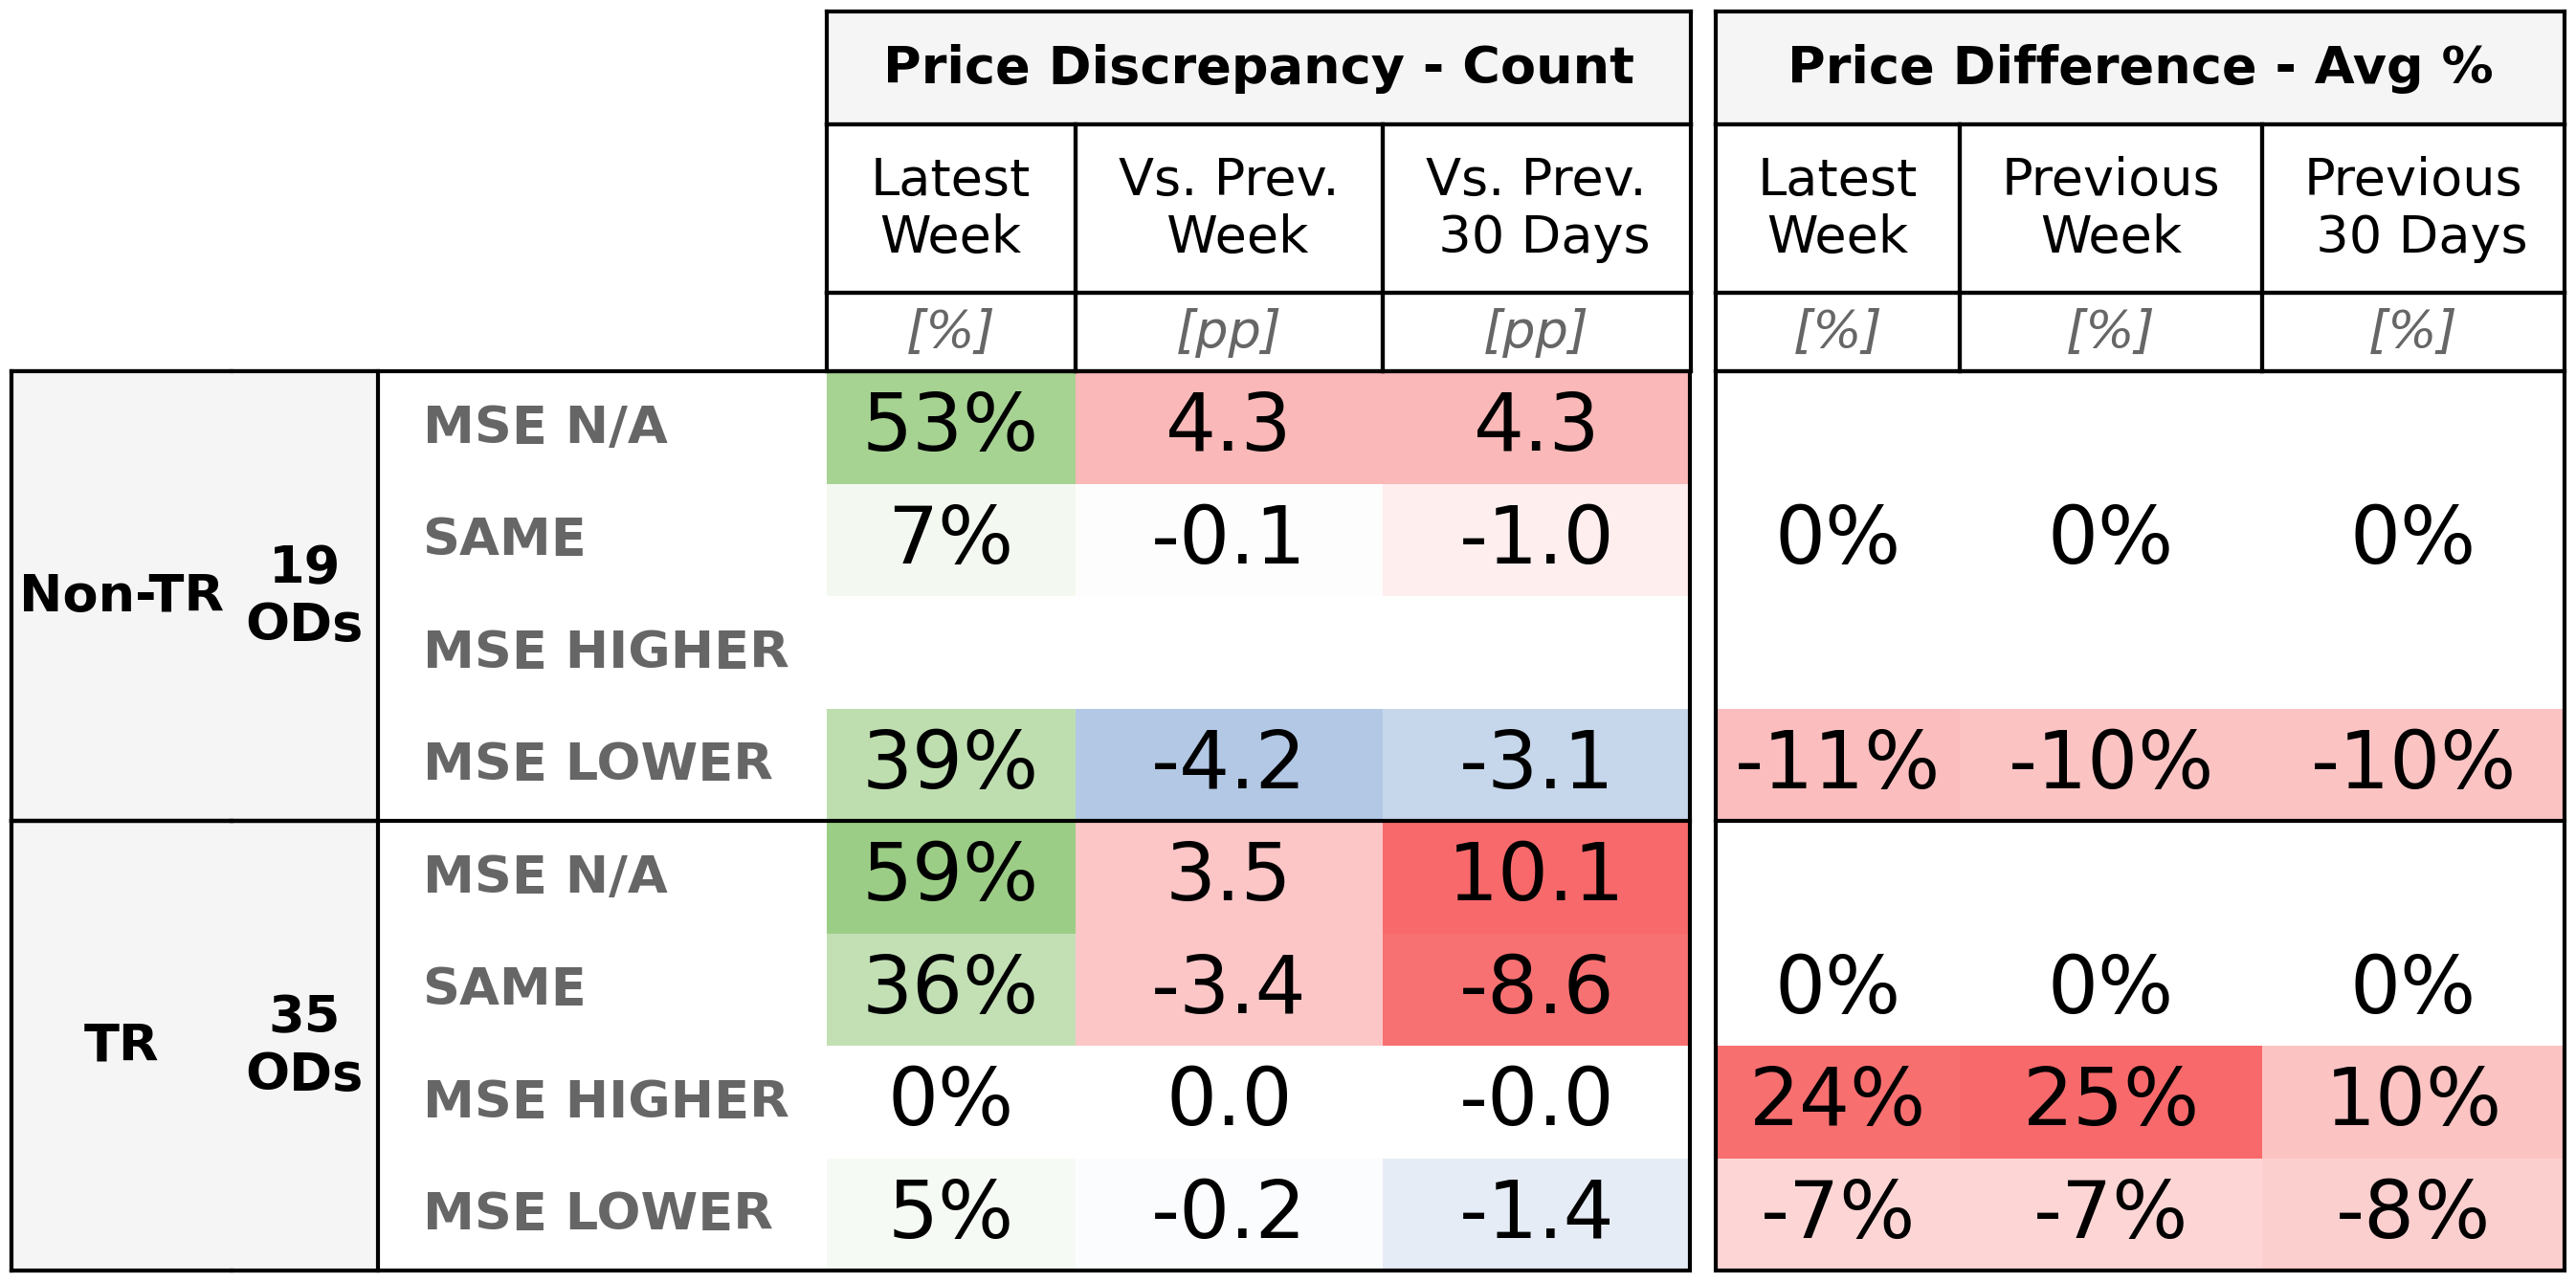 Price Discrepancy - Count Price Difference - Avg %
Latest Week Vs. Prev. Week Vs. Prev. 30 Days Latest Week Previous Week Previous 30 Days
[%] [pp] [pp] [%] [%] [%]
Non-TR 19 ODs
MSE N/A 53% 4.3 4.3
SAME 7% -0.1 -1.0 0% 0% 0%
MSE HIGHER
MSE LOWER 39% -4.2 -3.1 -11% -10% -10%
TR 35 ODs
MSE N/A 59% 3.5 10.1
SAME 36% -3.4 -8.6 0% 0% 0%
MSE HIGHER 0% 0.0 -0.0 24% 25% 10%
MSE LOWER 5% -0.2 -1.4 -7% -7% -8%